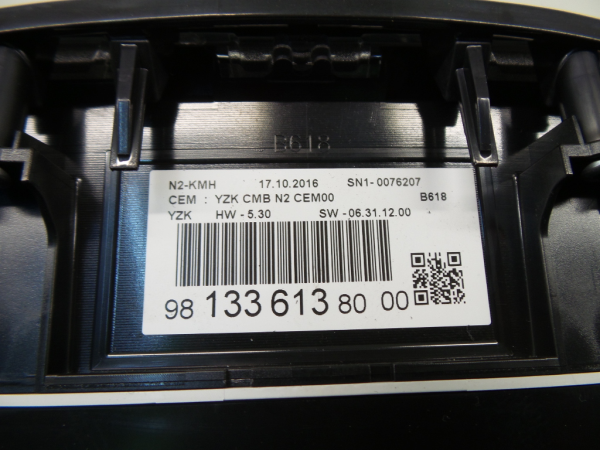 B618
N2-KMH 17.10.2016 SN1-0076207
CEM : YZK CMB N2 CEM00 B618
YZK HW - 5.30 SW - 06.31.12.00
98 133 613 80 00